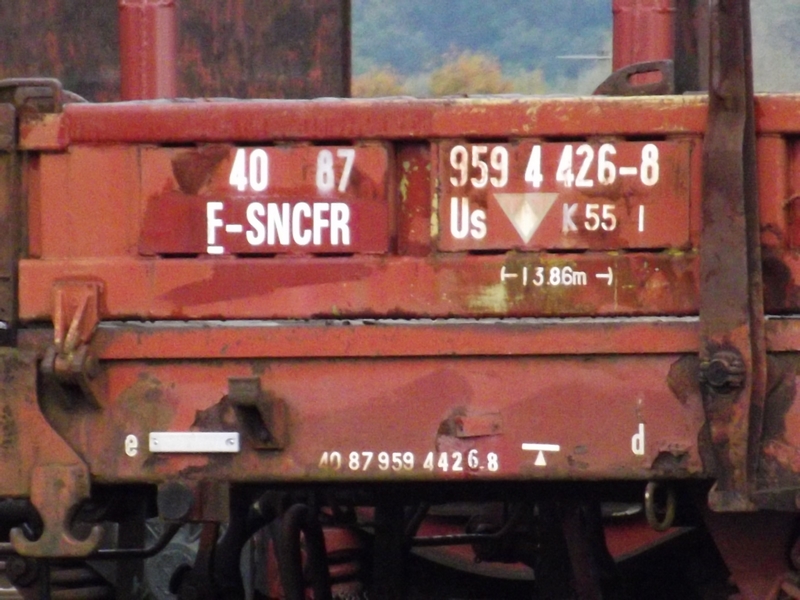 40 87
F-SNCFR
959 4 426-8
Us K55 I
13.86m
e
d
40 87 959 4426-8